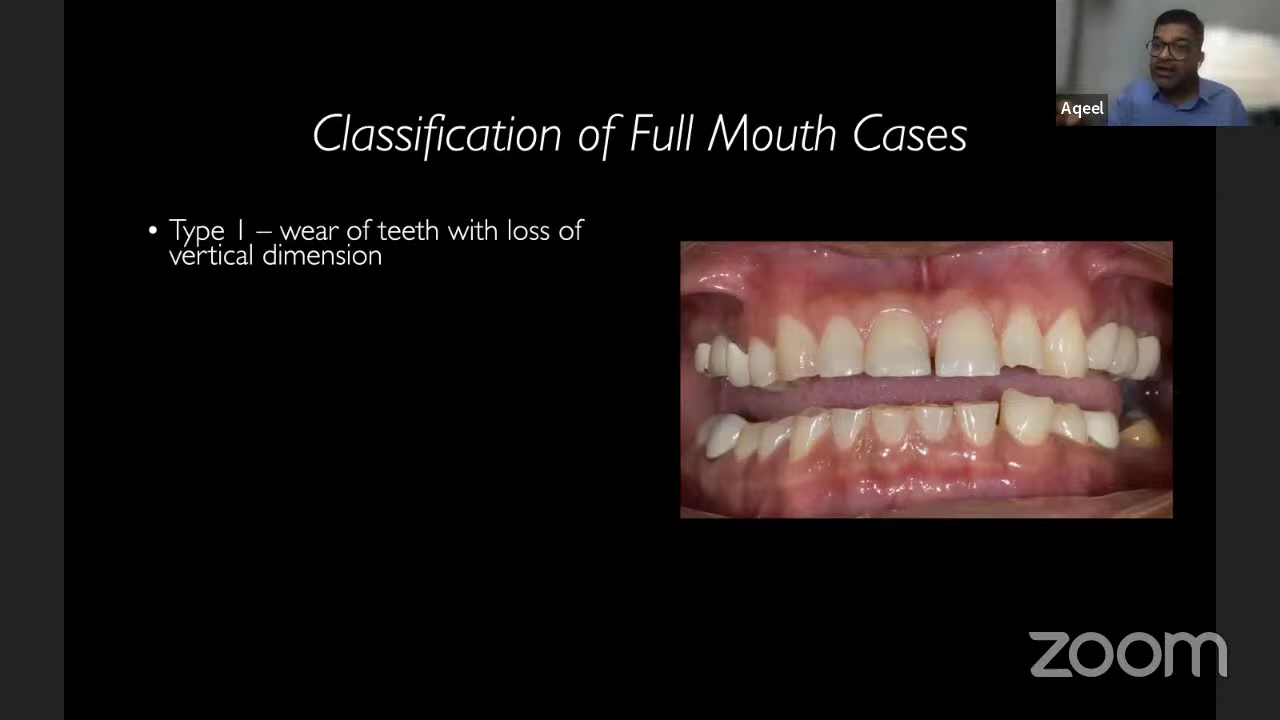 Aqeel
Classification of Full Mouth Cases
• Type 1 – wear of teeth with loss of
vertical dimension
zoom